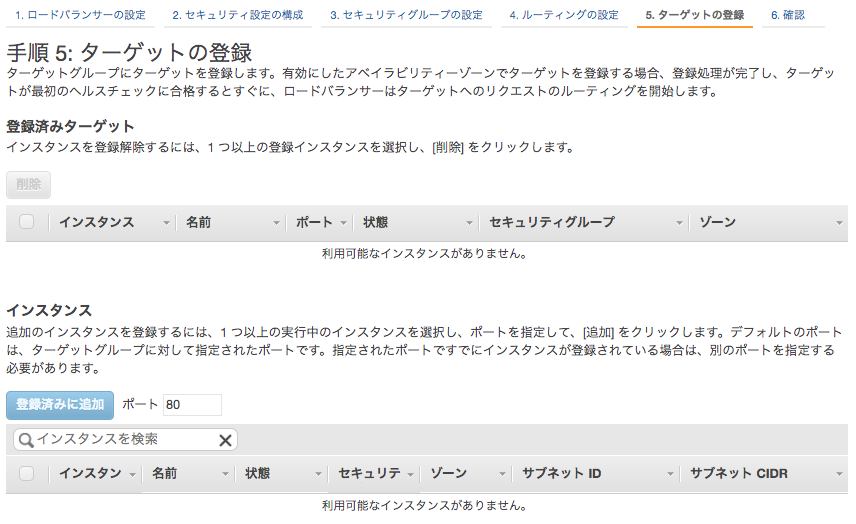 1. ロードバランサーの設定 2. セキュリティ設定の構成 3. セキュリティグループの設定 4. ルーティングの設定 5. ターゲットの登録 6. 確認
手順 5: ターゲットの登録
ターゲットグループにターゲットを登録します。有効にしたアベイラビリティーゾーンでターゲットを登録する場合、登録処理が完了し、ターゲッ
トが最初のヘルスチェックに合格するとすぐに、ロードバランサーはターゲットへのリクエストのルーティングを開始します。
登録済みターゲット
インスタンスを登録解除するには、1 つ以上の登録インスタンスを選択し、[削除] をクリックします。
削除
インスタンス 名前 ポート 状態 セキュリティグループ ゾーン
利用可能なインスタンスがありません。
インスタンス
追加のインスタンスを登録するには、1 つ以上の実行中のインスタンスを選択し、ポートを指定して、[追加] をクリックします。デフォルトのポート
は、ターゲットグループに対して指定されたポートです。指定されたポートですでにインスタンスが登録されている場合は、別のポートを指定する
必要があります。
登録済みに追加 ポート 80
インスタンスを検索
インスタン 名前 状態 セキュリテ ゾーン サブネット ID サブネット CIDR
利用可能なインスタンスがありません。